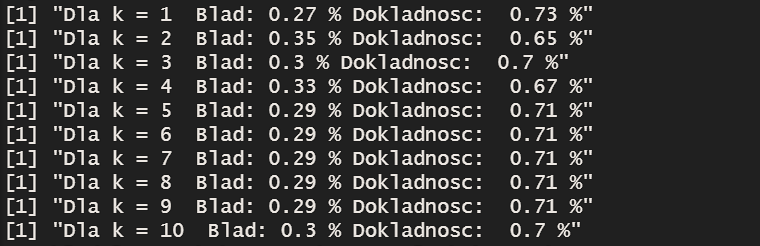 [1] "Dla k = 1  Blad: 0.27 % Dokladnosc:  0.73 %"
[1] "Dla k = 2  Blad: 0.35 % Dokladnosc:  0.65 %"
[1] "Dla k = 3  Blad: 0.3 % Dokladnosc:  0.7 %"
[1] "Dla k = 4  Blad: 0.33 % Dokladnosc:  0.67 %"
[1] "Dla k = 5  Blad: 0.29 % Dokladnosc:  0.71 %"
[1] "Dla k = 6  Blad: 0.29 % Dokladnosc:  0.71 %"
[1] "Dla k = 7  Blad: 0.29 % Dokladnosc:  0.71 %"
[1] "Dla k = 8  Blad: 0.29 % Dokladnosc:  0.71 %"
[1] "Dla k = 9  Blad: 0.29 % Dokladnosc:  0.71 %"
[1] "Dla k = 10  Blad: 0.3 % Dokladnosc:  0.7 %"